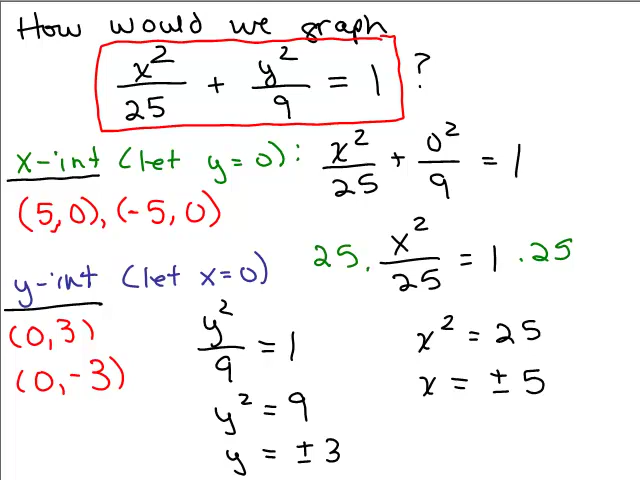 How would we graph
x²/25 + y²/9 = 1 ?
x-int (let y=0): x²/25 + 0²/9 = 1
(5,0), (-5,0)
25 · x²/25 = 1 · 25
y-int (let x=0)
(0,3)
(0,-3)
y²/9 = 1
y² = 9
y = ± 3
x² = 25
x = ± 5